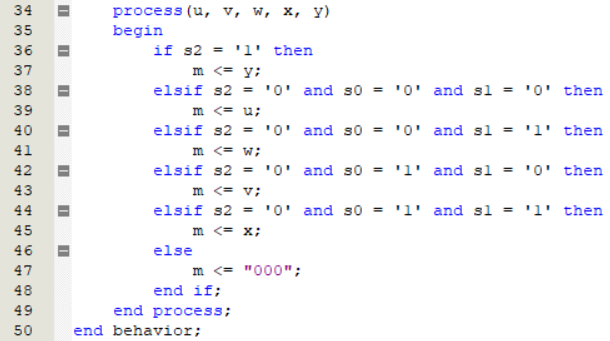 34 process(u, v, w, x, y)
35 begin
36 if s2 = '1' then
37 m <= y;
38 elsif s2 = '0' and s0 = '0' and s1 = '0' then
39 m <= u;
40 elsif s2 = '0' and s0 = '0' and s1 = '1' then
41 m <= w;
42 elsif s2 = '0' and s0 = '1' and s1 = '0' then
43 m <= v;
44 elsif s2 = '0' and s0 = '1' and s1 = '1' then
45 m <= x;
46 else
47 m <= "000";
48 end if;
49 end process;
50 end behavior;